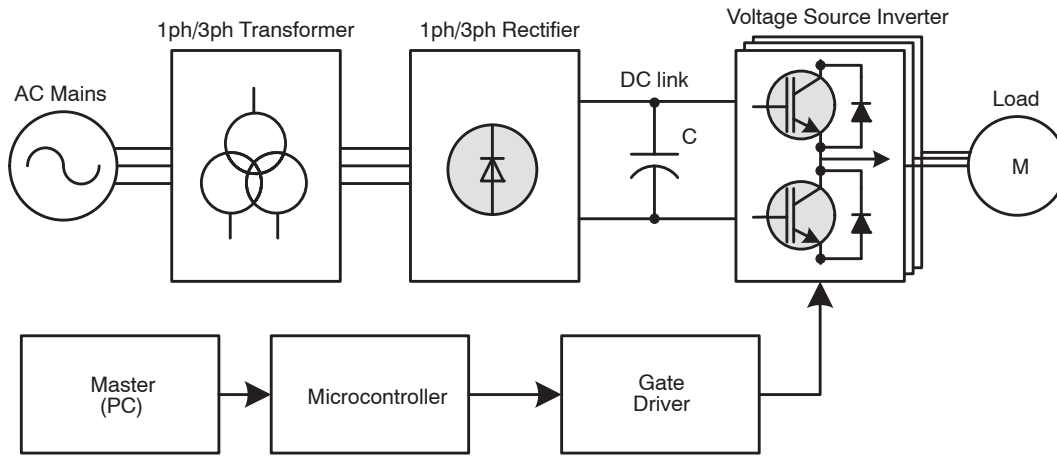 Voltage Source Inverter
1ph/3ph Transformer
1ph/3ph Rectifier
AC Mains
DC link
Load
C
M
Master
(PC)
Microcontroller
Gate
Driver